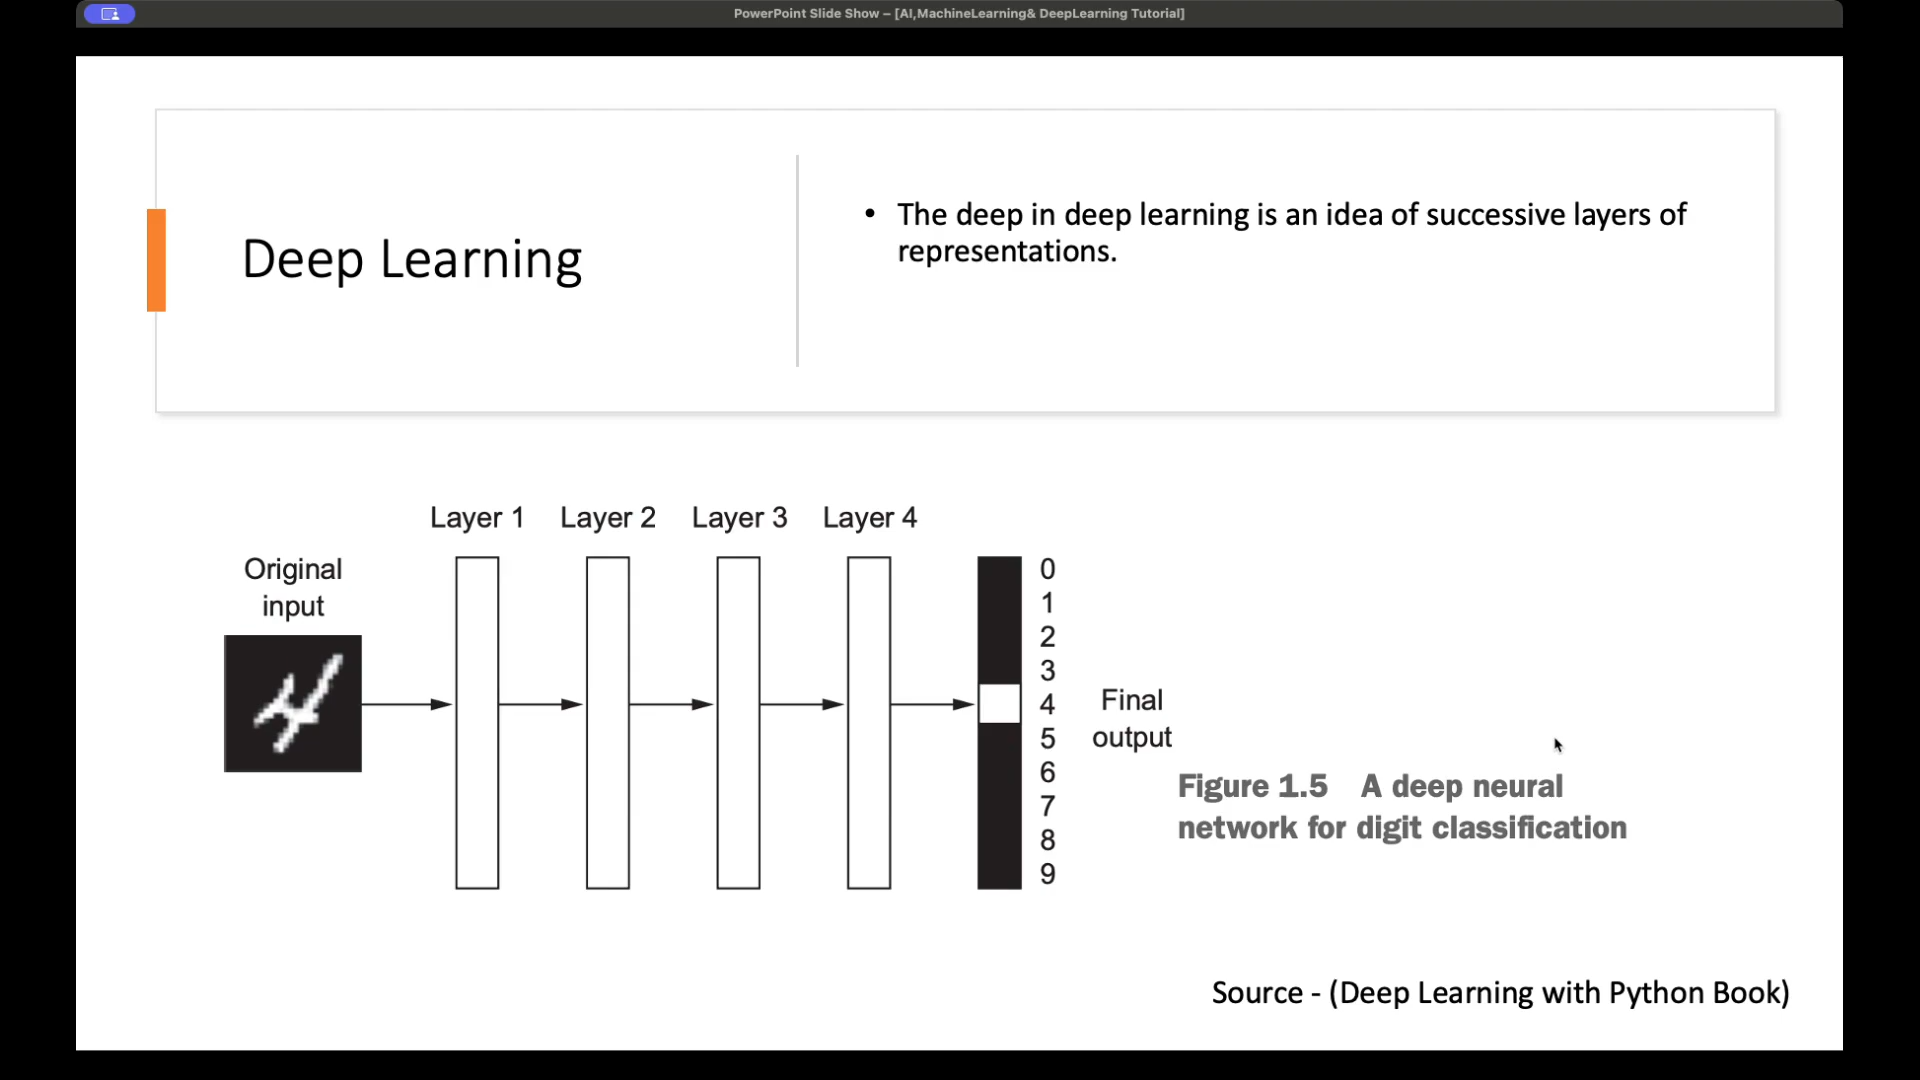 PowerPoint Slide Show – [AI,MachineLearning& DeepLearning Tutorial]
Deep Learning
• The deep in deep learning is an idea of successive layers of
representations.
Layer 1 Layer 2 Layer 3 Layer 4
Original
input
0
1
2
3
4
5
6
7
8
9
Final
output
Figure 1.5 A deep neural
network for digit classification
Source - (Deep Learning with Python Book)